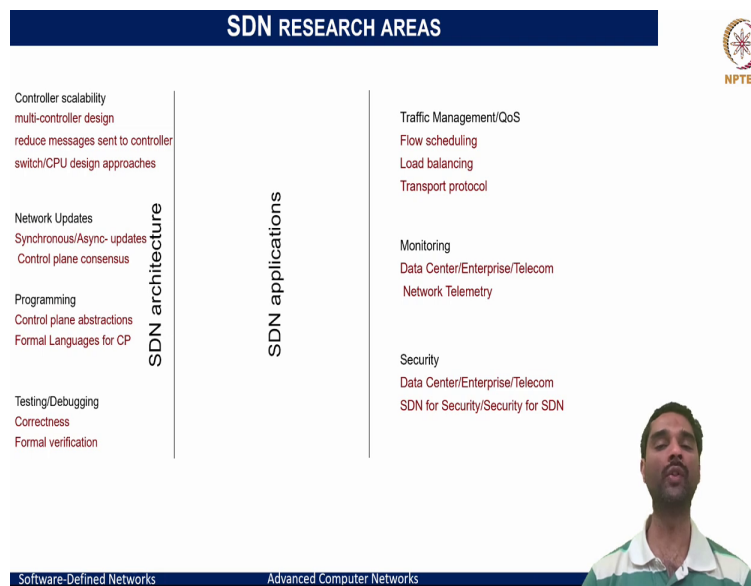 SDN RESEARCH AREAS
NPTE
Controller scalability
multi-controller design
reduce messages sent to controller
switch/CPU design approaches
Network Updates
Synchronous/Async- updates
Control plane consensus
Programming
Control plane abstractions
Formal Languages for CP
Testing/Debugging
Correctness
Formal verification
SDN architecture
SDN applications
Traffic Management/QoS
Flow scheduling
Load balancing
Transport protocol
Monitoring
Data Center/Enterprise/Telecom
Network Telemetry
Security
Data Center/Enterprise/Telecom
SDN for Security/Security for SDN
Software-Defined Networks
Advanced Computer Networks